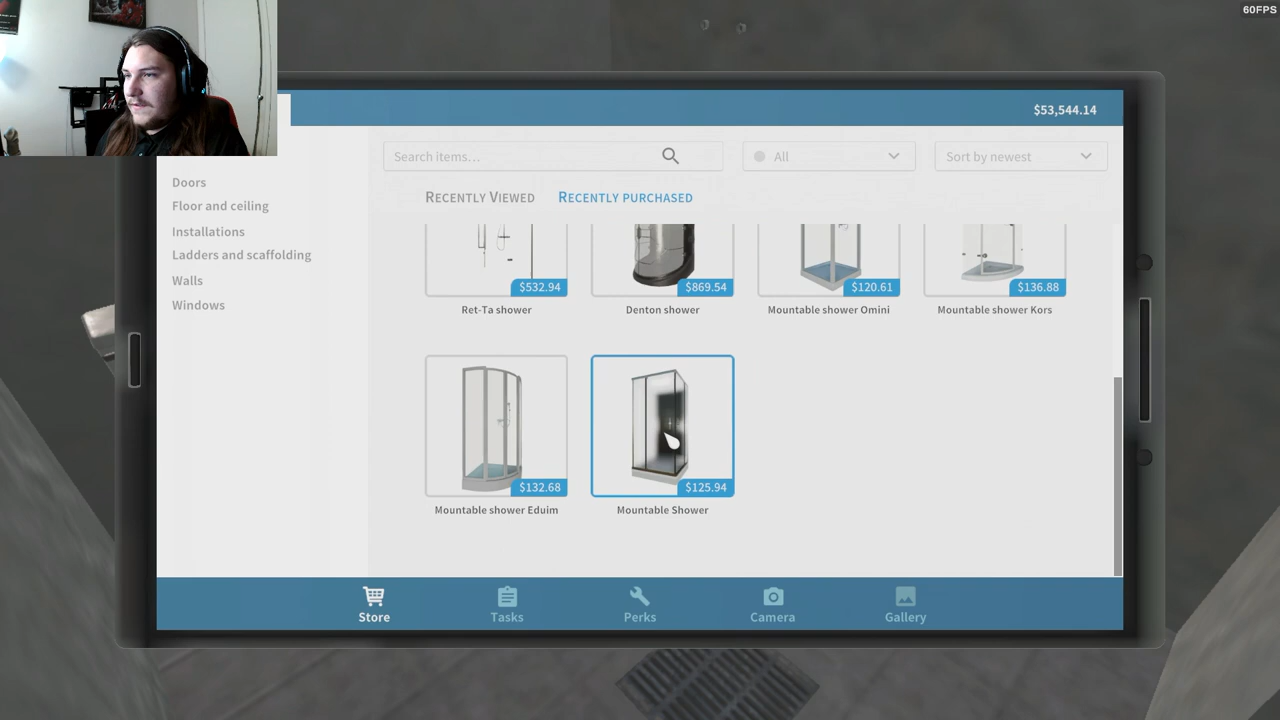 60FPS
$53,544.14
Search items...
All
Sort by newest
RECENTLY VIEWED
RECENTLY PURCHASED
Doors
Floor and ceiling
Installations
Ladders and scaffolding
Walls
Windows
$532.94
$869.54
$120.61
$136.88
Ret-Ta shower
Denton shower
Mountable shower Omini
Mountable shower Kors
$132.68
$125.94
Mountable shower Eduim
Mountable Shower
Store
Tasks
Perks
Camera
Gallery